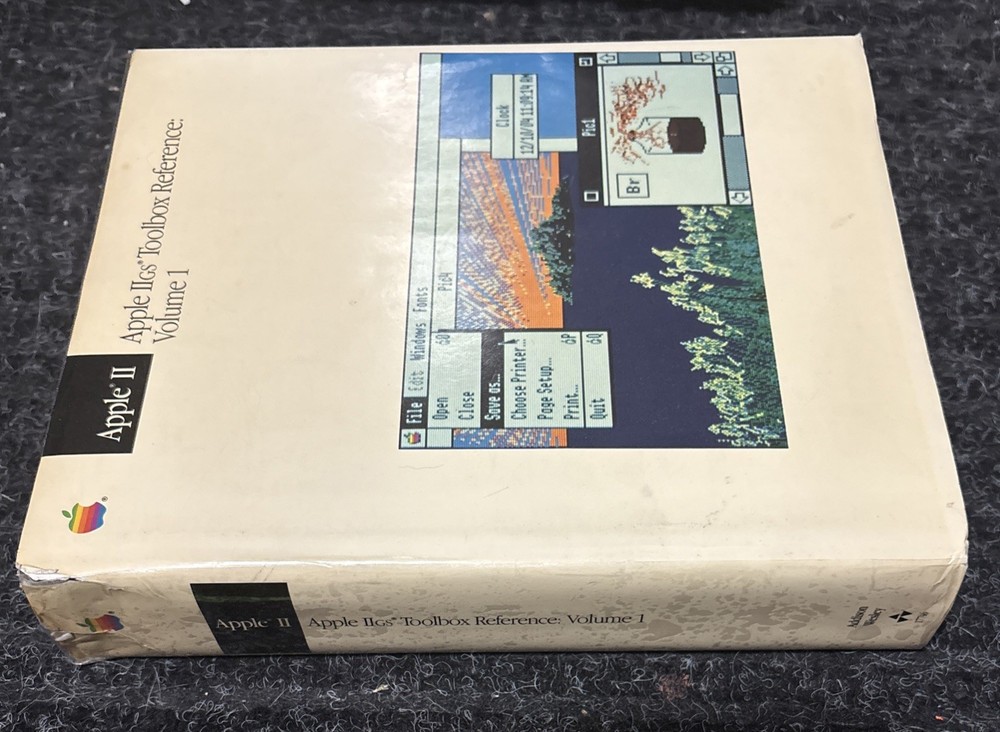 Apple® II
Apple IIGS® Toolbox Reference:
Volume 1
File Edit Windows Fonts
Open O
Close
Save as...
Choose Printer...
Page Setup...
Print... P
Quit Q
Pic4
Clock
Pic1
Br
Apple® II
Apple IIGS® Toolbox Reference: Volume 1
Addison
Wesley